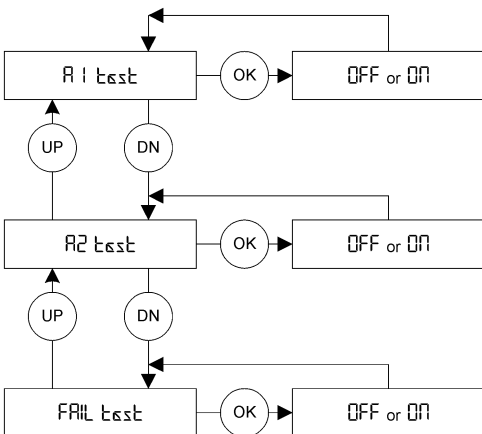 A1 test OK OFF or ON
UP DN
A2 test OK OFF or ON
UP DN
FAIL test OK OFF or ON